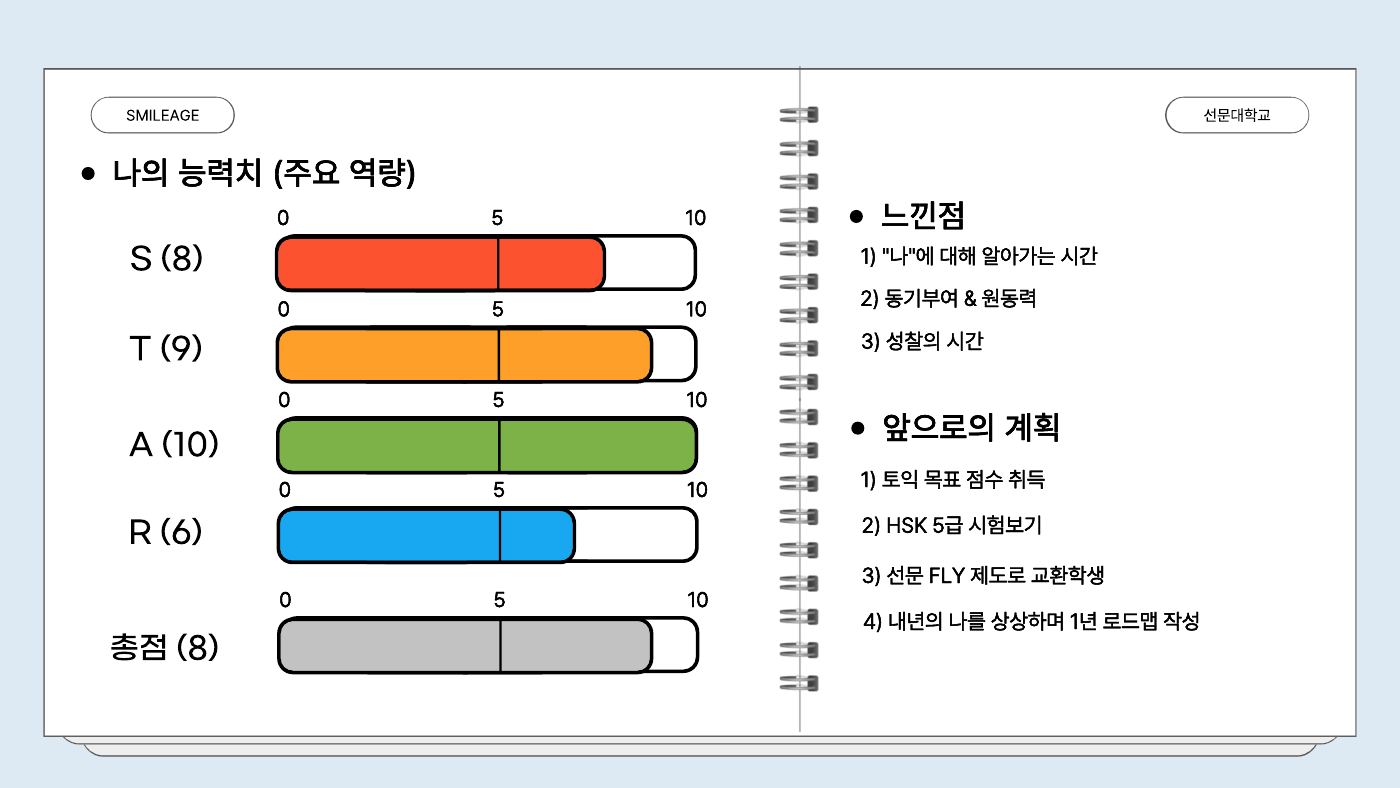 SMILEAGE
● 나의 능력치 (주요 역량)
0 5 10
S (8)
0 5 10
T (9)
0 5 10
A (10)
0 5 10
R (6)
0 5 10
총점 (8)
선문대학교
● 느낀점
1) "나"에 대해 알아가는 시간
2) 동기부여 & 원동력
3) 성찰의 시간
● 앞으로의 계획
1) 토익 목표 점수 취득
2) HSK 5급 시험보기
3) 선문 FLY 제도로 교환학생
4) 내년의 나를 상상하며 1년 로드맵 작성